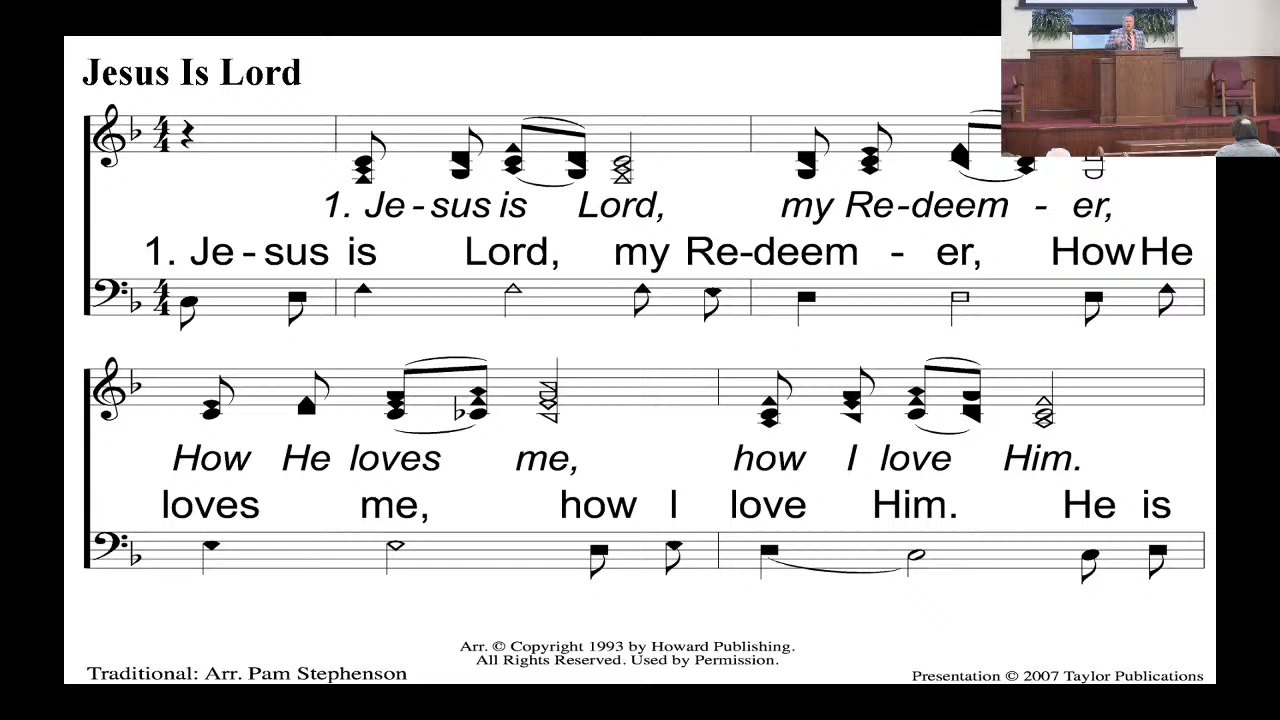 Jesus Is Lord
1. Je - sus is Lord, my Re - deem - er,
1. Je - sus is Lord, my Re - deem - er, How He
How He loves me, how I love Him.
loves me, how I love Him. He is
Arr. © Copyright 1993 by Howard Publishing.
All Rights Reserved. Used by Permission.
Traditional: Arr. Pam Stephenson
Presentation © 2007 Taylor Publications